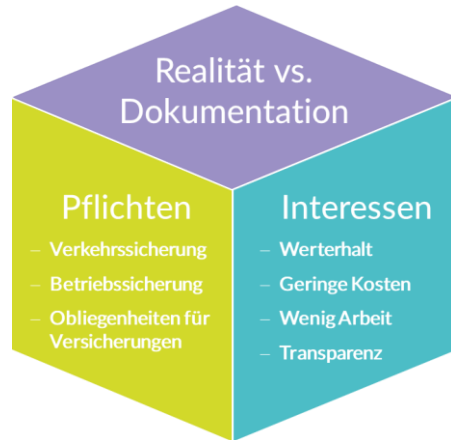 Realität vs.
Dokumentation
Pflichten
– Verkehrssicherung
– Betriebssicherung
– Obliegenheiten für
Versicherungen
Interessen
– Werterhalt
– Geringe Kosten
– Wenig Arbeit
– Transparenz